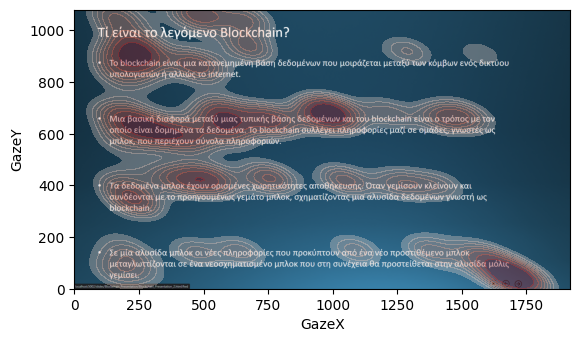 Τί είναι το λεγόμενο Blockchain?
• Το blockchain είναι μια κατανεμημένη βάση δεδομένων που μοιράζεται μεταξύ των κόμβων ενός δικτύου
υπολογιστών ή αλλιώς το internet.
• Μια βασική διαφορά μεταξύ μιας τυπικής βάσης δεδομένων και του blockchain είναι ο τρόπος με τον
οποίο είναι δομημένα τα δεδομένα. Το blockchain συλλέγει πληροφορίες μαζί σε ομάδες, γνωστές ως
μπλοκ, που περιέχουν σύνολα πληροφοριών.
• Τα δεδομένα μπλοκ έχουν ορισμένες χωρητικότητες αποθήκευσης. Όταν γεμίσουν κλείνουν και
συνδέονται με το προηγουμένως γεμάτο μπλοκ, σχηματίζοντας μια αλυσίδα δεδομένων γνωστή ως
blockchain.
• Σε μία αλυσίδα μπλοκ οι νέες πληροφορίες που προκύπτουν από ένα νέο προστιθέμενο μπλοκ
μεταγλωττίζονται σε ένα νεοσχηματισμένο μπλοκ που στη συνέχεια θα προστεθεί στην αλυσίδα μόλις
γεμίσει.
GazeY
1000
800
600
400
200
0
0 250 500 750 1000 1250 1500 1750
GazeX